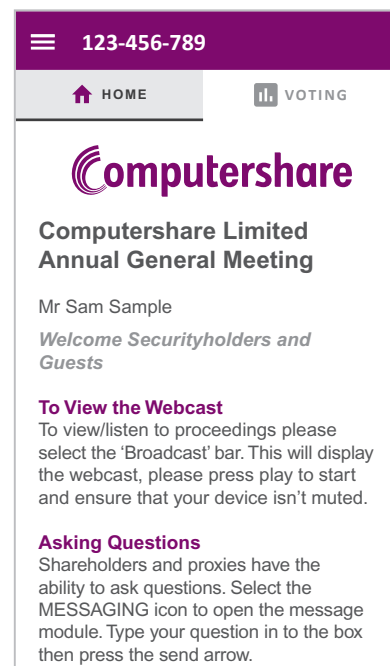 123-456-789
HOME
VOTING
Computershare
Computershare Limited
Annual General Meeting
Mr Sam Sample
Welcome Securityholders and
Guests
To View the Webcast
To view/listen to proceedings please
select the ‘Broadcast’ bar. This will display
the webcast, please press play to start
and ensure that your device isn’t muted.
Asking Questions
Shareholders and proxies have the
ability to ask questions. Select the
MESSAGING icon to open the message
module. Type your question in to the box
then press the send arrow.